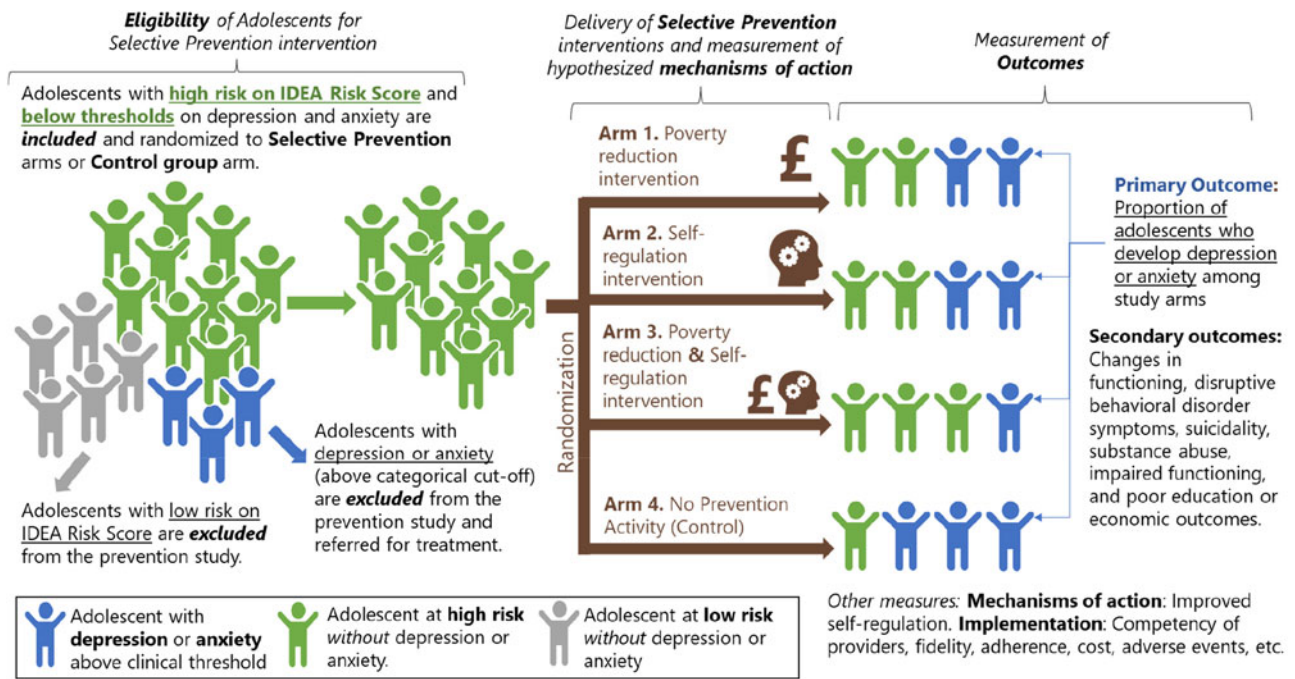 Eligibility of Adolescents for
Selective Prevention intervention
Adolescents with high risk on IDEA Risk Score and
below thresholds on depression and anxiety are
included and randomized to Selective Prevention
arms or Control group arm.
Adolescents with low risk on
IDEA Risk Score are excluded
from the prevention study.
Adolescents with
depression or anxiety
(above categorical cut-off)
are excluded from the
prevention study and
referred for treatment.
Delivery of Selective Prevention
interventions and measurement of
hypothesized mechanisms of action
Randomization
Arm 1. Poverty
reduction
intervention
£
Arm 2. Self-
regulation
intervention
Arm 3. Poverty
reduction & Self-
regulation
intervention
£
Arm 4. No Prevention
Activity (Control)
Measurement of
Outcomes
Primary Outcome:
Proportion of
adolescents who
develop depression
or anxiety among
study arms
Secondary outcomes:
Changes in
functioning, disruptive
behavioral disorder
symptoms, suicidality,
substance abuse,
impaired functioning,
and poor education or
economic outcomes.
Adolescent with
depression or anxiety
above clinical threshold
Adolescent at high risk
without depression or
anxiety.
Adolescent at low risk
without depression or
anxiety
Other measures: Mechanisms of action: Improved
self-regulation. Implementation: Competency of
providers, fidelity, adherence, cost, adverse events, etc.